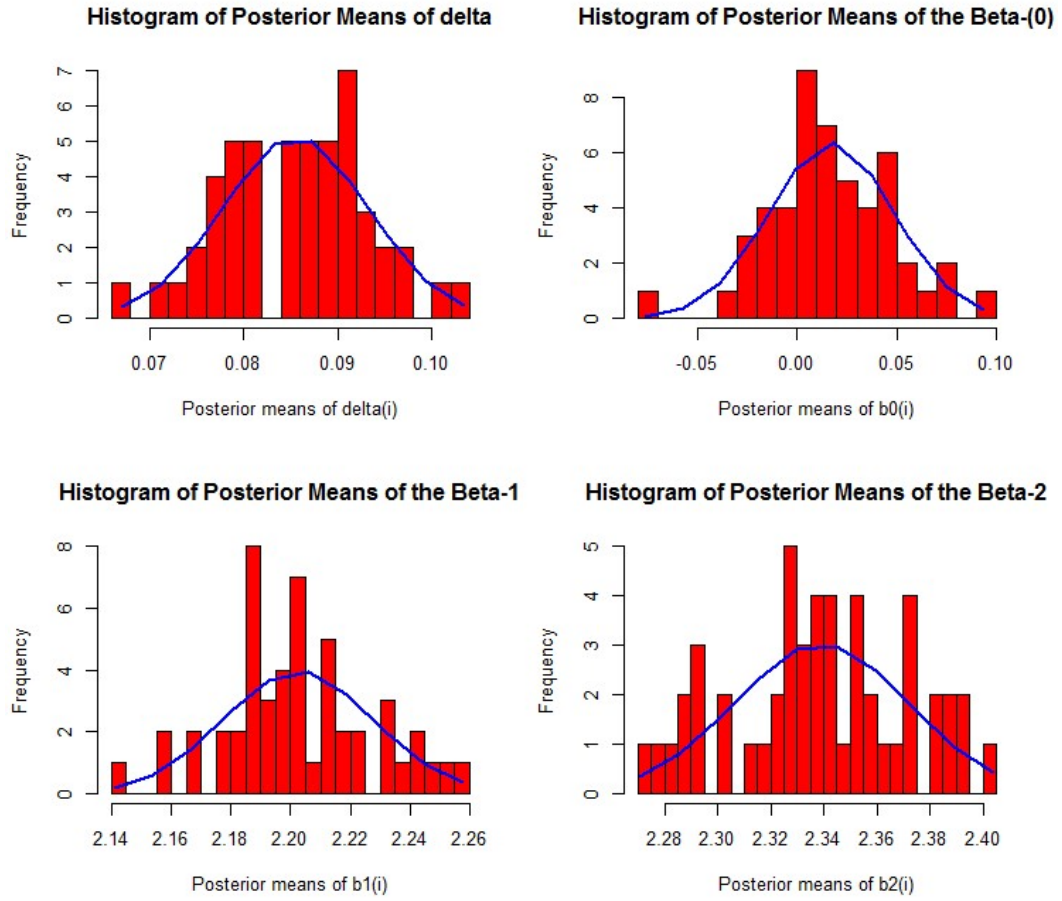 Histogram of Posterior Means of delta
Frequency
7
6
5
4
3
2
1
0
0.07 0.08 0.09 0.10
Posterior means of delta(i)
Histogram of Posterior Means of the Beta-(0)
Frequency
8
6
4
2
0
-0.05 0.00 0.05 0.10
Posterior means of b0(i)
Histogram of Posterior Means of the Beta-1
Frequency
8
6
4
2
0
2.14 2.16 2.18 2.20 2.22 2.24 2.26
Posterior means of b1(i)
Histogram of Posterior Means of the Beta-2
Frequency
5
4
3
2
1
0
2.28 2.30 2.32 2.34 2.36 2.38 2.40
Posterior means of b2(i)